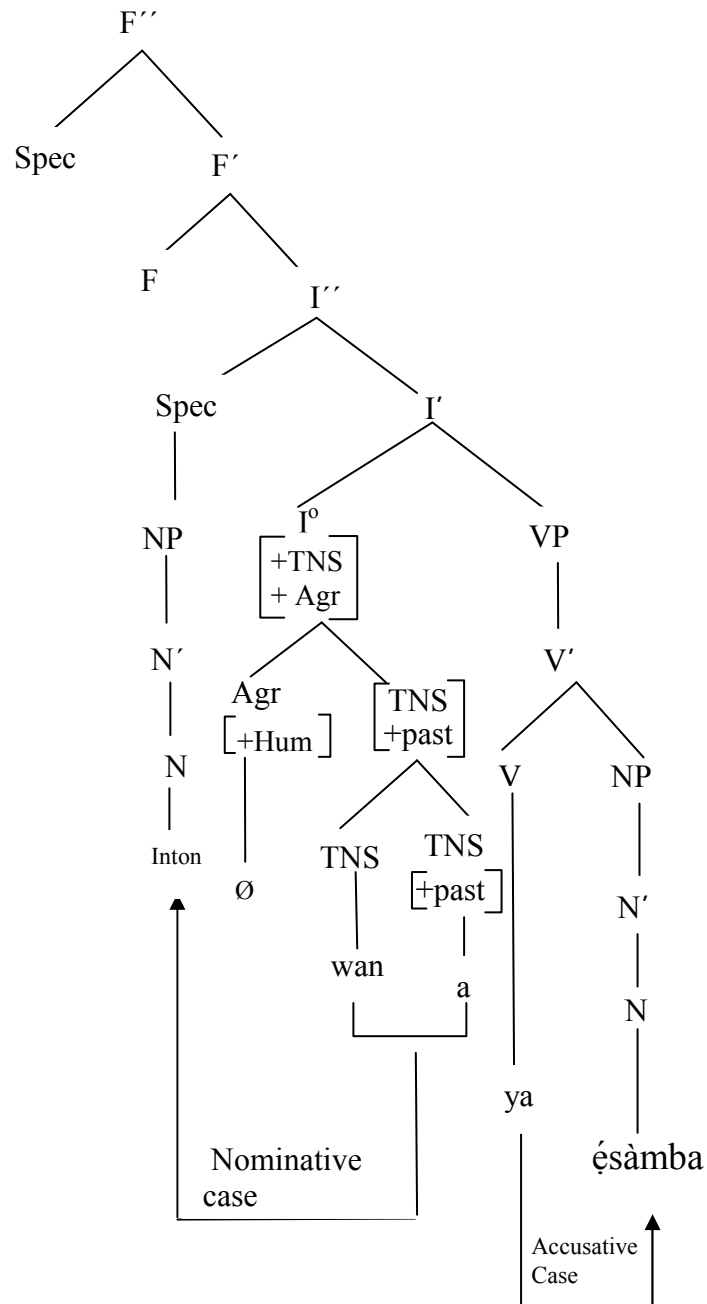 F´´
Spec
F´
F
I´´
Spec
I′
NP
Iº
VP
+TNS
+ Agr
N´
V′
Agr
TNS
+Hum
+past
N
V
NP
Inton
TNS
TNS
Ø
+past
N′
wan
a
N
ya
ẹ́sàmba
Nominative
case
Accusative
Case